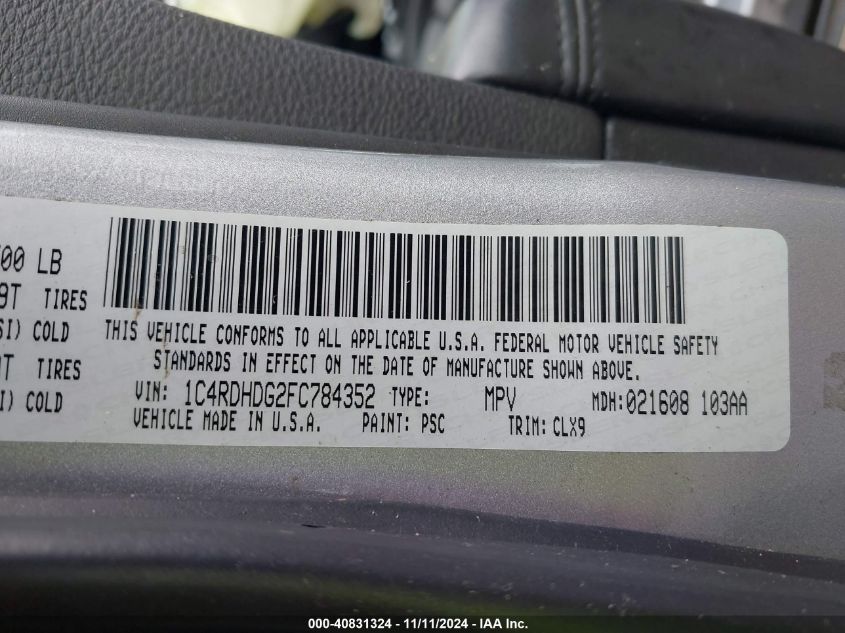 00 LB
9T TIRES
SI) COLD
T TIRES
I) COLD
THIS VEHICLE CONFORMS TO ALL APPLICABLE U.S.A. FEDERAL MOTOR VEHICLE SAFETY
STANDARDS IN EFFECT ON THE DATE OF MANUFACTURE SHOWN ABOVE.
VIN: 1C4RDHDG2FC784352 TYPE: MPV MDH:021608 103AA
VEHICLE MADE IN U.S.A. PAINT: PSC TRIM: CLX9
000-40831324 - 11/11/2024 - IAA Inc.